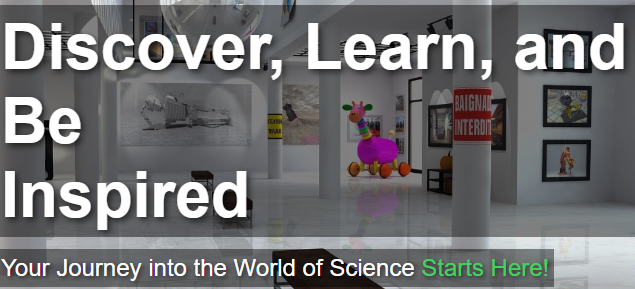 Discover, Learn, and
Be
Inspired
BAIGNAD
INTERDIT
Your Journey into the World of Science Starts Here!